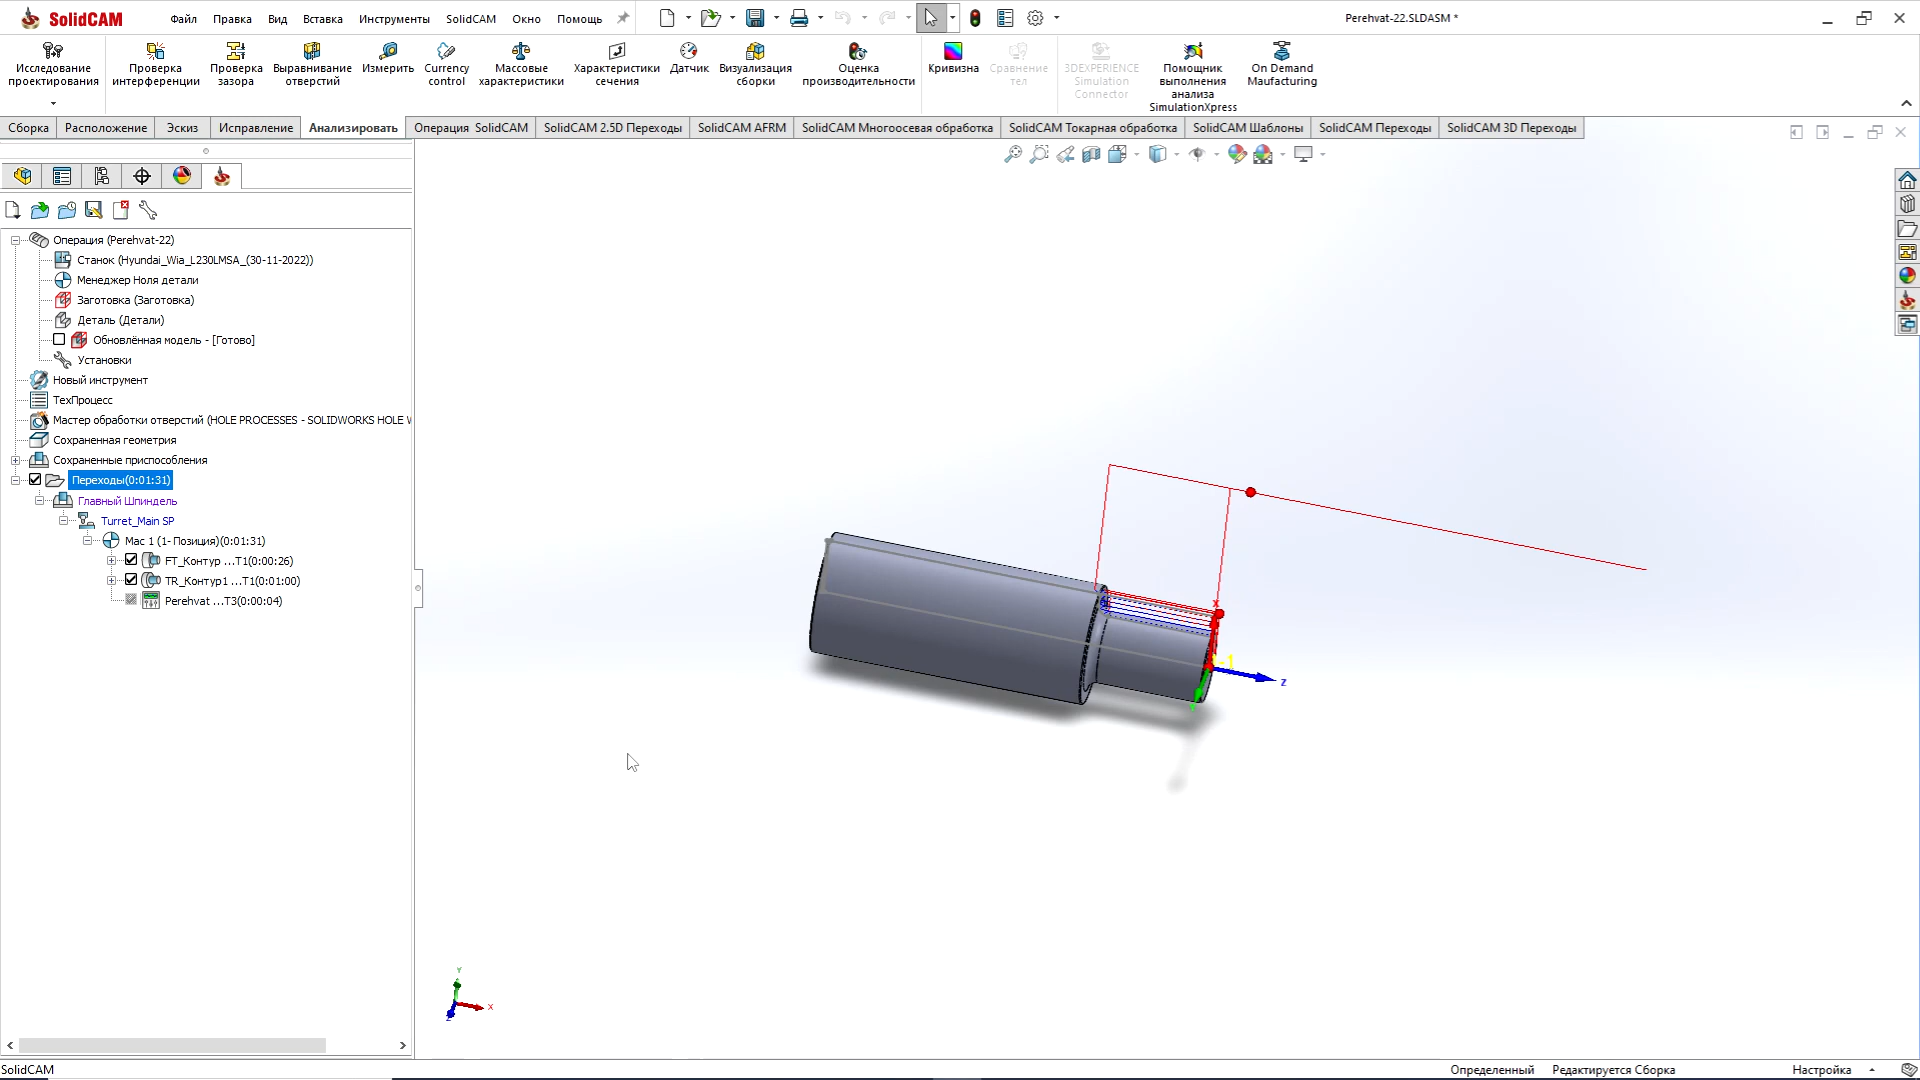 SolidCAM Файл Правка Вид Вставка Инструменты SolidCAM Окно Помощь Perehvat-22.SLDASM *
Исследование проектирования
Проверка интерференции
Проверка зазора
Выравнивание отверстий
Измерить
Currency control
Массовые характеристики
Характеристики сечения
Датчик
Визуализация сборки
Оценка производительности
Кривизна
Сравнение тел
3DEXPERIENCE Simulation Connector
Помощник выполнения анализа SimulationXpress
On Demand Maufacturing
Сборка Расположение Эскиз Исправление Анализировать Операция SolidCAM SolidCAM 2.5D Переходы SolidCAM AFRM SolidCAM Многоосевая обработка SolidCAM Токарная обработка SolidCAM Шаблоны SolidCAM Переходы SolidCAM 3D Переходы
Операция (Perehvat-22)
Станок (Hyundai_Wia_L230LMSA_(30-11-2022))
Менеджер Ноля детали
Заготовка (Заготовка)
Деталь (Детали)
Обновлённая модель - [Готово]
Установки
Новый инструмент
ТехПроцесс
Мастер обработки отверстий (HOLE PROCESSES - SOLIDWORKS HOLE
Сохраненная геометрия
Сохраненные приспособления
Переходы(0:01:31)
Главный Шпиндель
Turret_Main SP
Mac 1 (1- Позиция)(0:01:31)
FT_Контур ...T1(0:00:26)
TR_Контур1 ...T1(0:01:00)
Perehvat ...T3(0:00:04)
X
-1
Z
Y
Y
X
Z
SolidCAM Определенный Редактируется Сборка Настройка